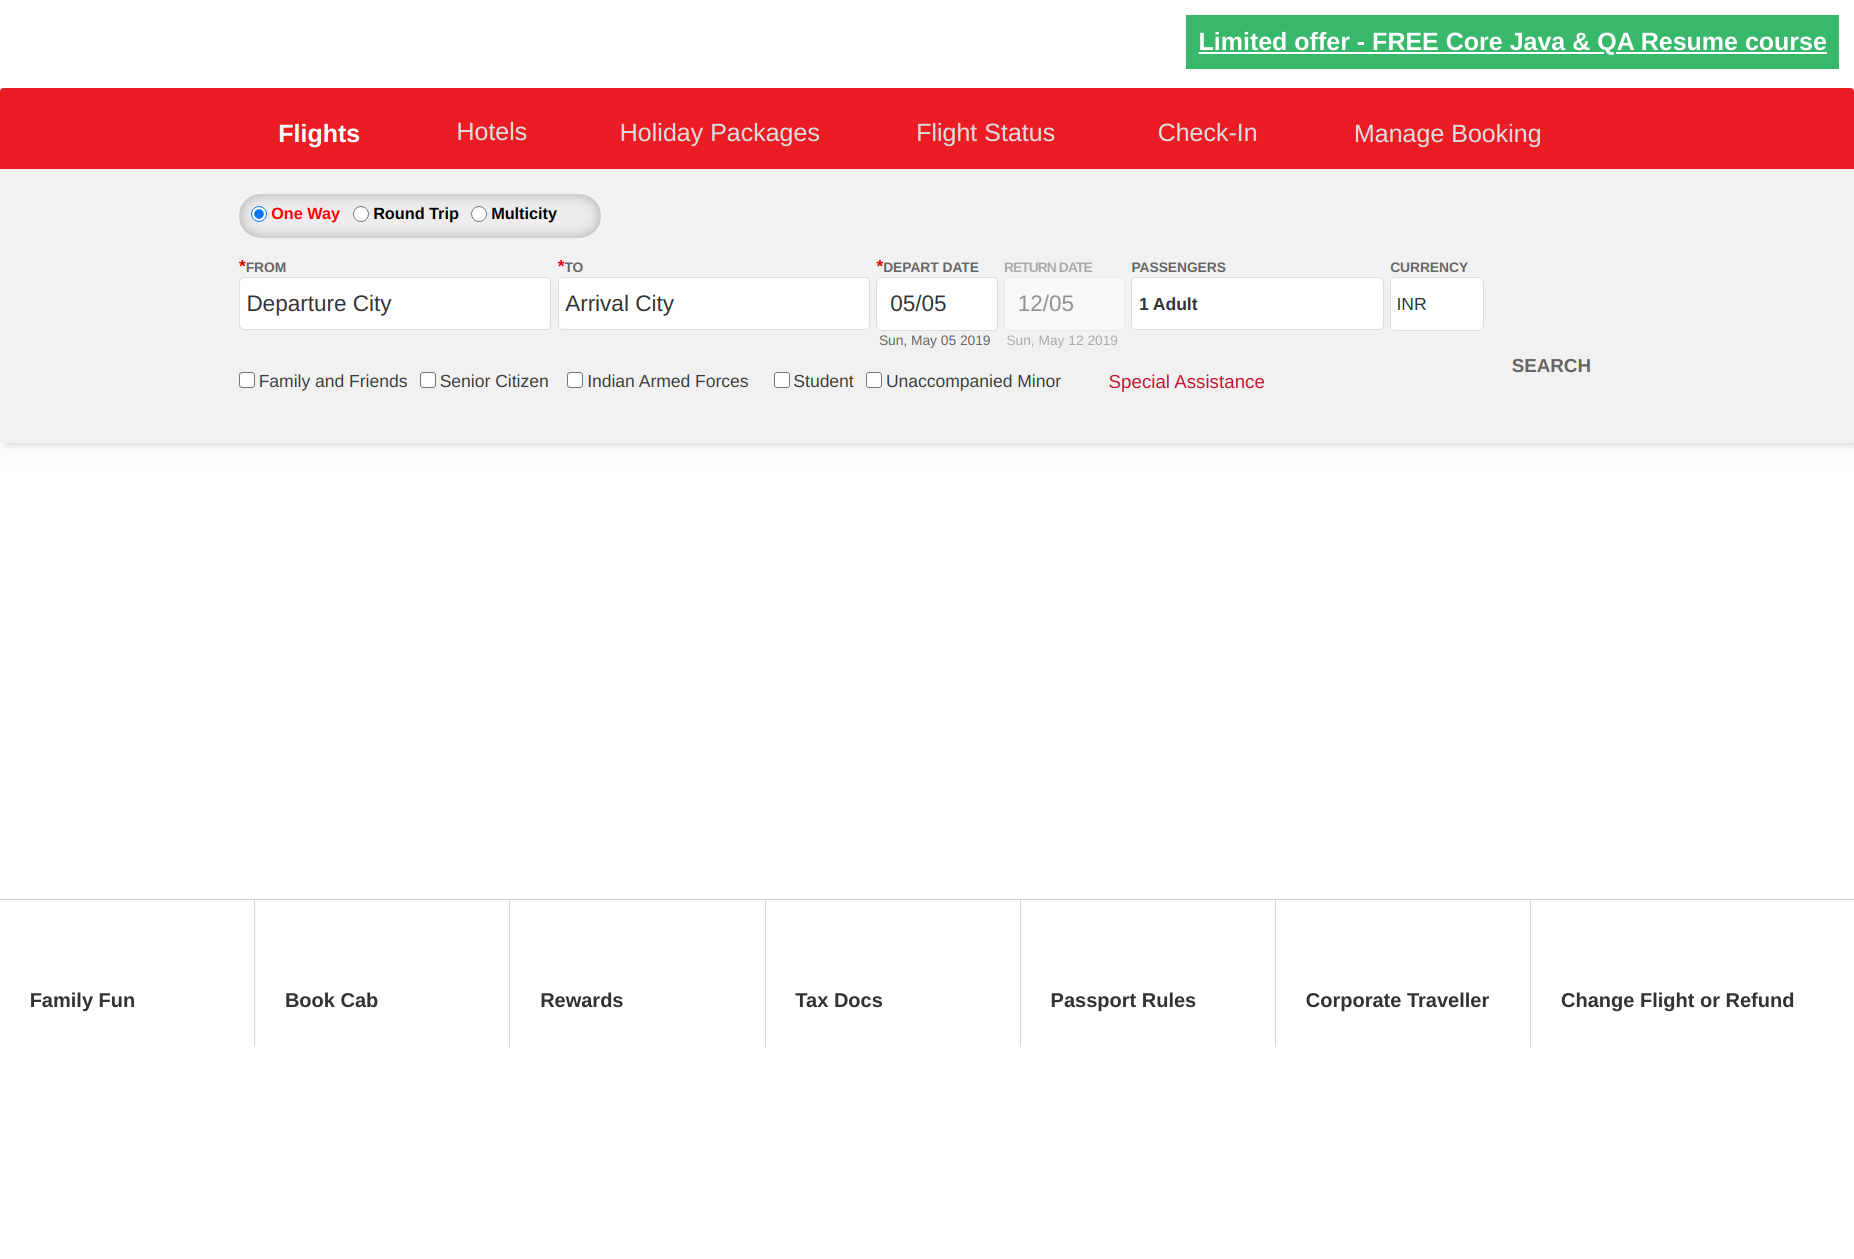 Limited offer - FREE Core Java & QA Resume course
Flights Hotels Holiday Packages Flight Status Check-In Manage Booking
One Way Round Trip Multicity
*FROM *TO *DEPART DATE RETURN DATE PASSENGERS CURRENCY
Departure City Arrival City 05/05 12/05 1 Adult INR
Sun, May 05 2019 Sun, May 12 2019
SEARCH
Family and Friends Senior Citizen Indian Armed Forces Student Unaccompanied Minor Special Assistance
Family Fun Book Cab Rewards Tax Docs Passport Rules Corporate Traveller Change Flight or Refund